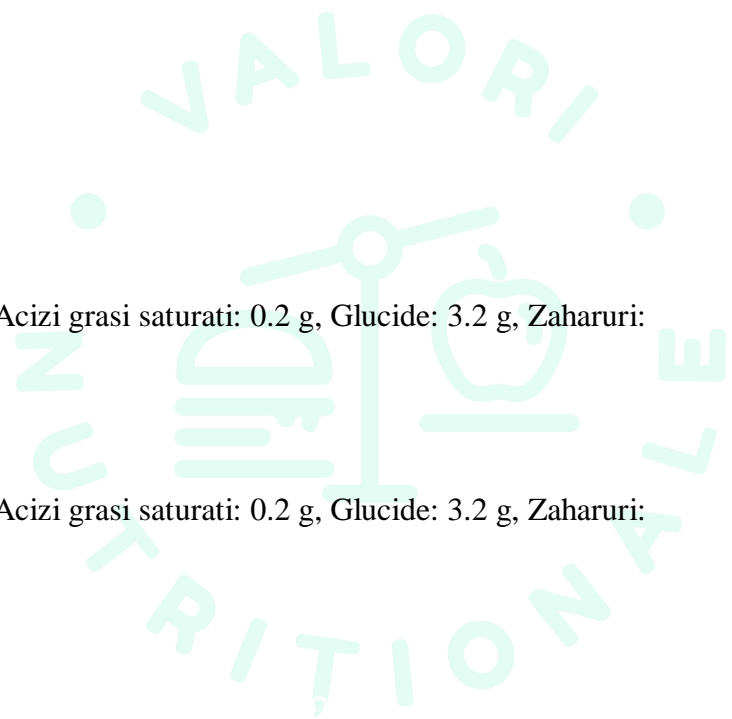 VALORI
Acizi grasi saturati: 0.2 g, Glucide: 3.2 g, Zaharuri:
Acizi grasi saturati: 0.2 g, Glucide: 3.2 g, Zaharuri:
NUTRIȚIONALE